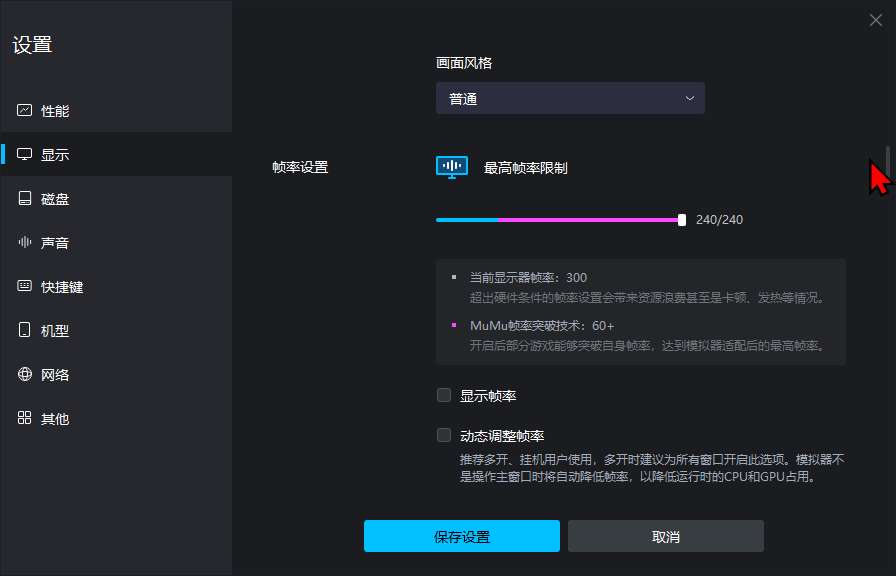 设置
性能
显示
磁盘
声音
快捷键
机型
网络
其他
画面风格
普通
帧率设置
最高帧率限制
240/240
当前显示器帧率：300
超出硬件条件的帧率设置会带来资源浪费甚至是卡顿、发热等情况。
MuMu帧率突破技术：60+
开启后部分游戏能够突破自身帧率，达到模拟器适配后的最高帧率。
显示帧率
动态调整帧率
推荐多开、挂机用户使用，多开时建议为所有窗口开启此选项。模拟器不
是操作主窗口时将自动降低帧率，以降低运行时的CPU和GPU占用。
保存设置
取消